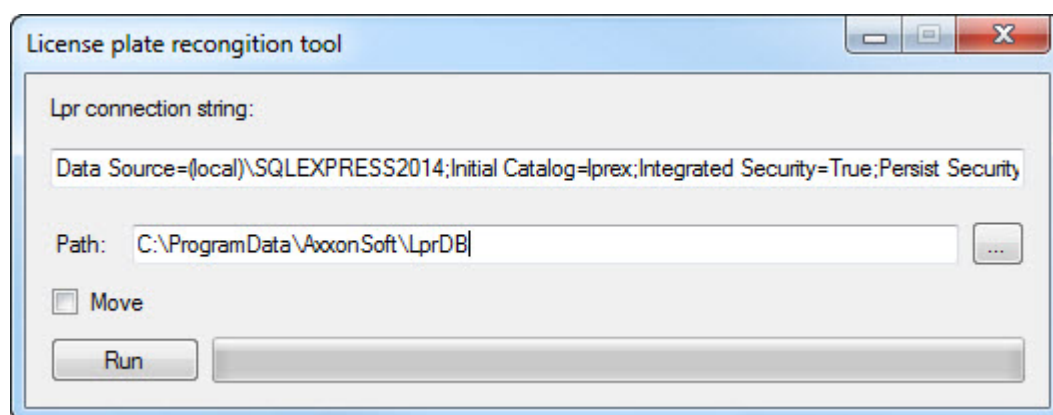 License plate recongition tool
Lpr connection string:
Data Source=(local)\SQLEXPRESS2014;Initial Catalog=lprex;Integrated Security=True;Persist Security
Path: C:\ProgramData\AxxonSoft\LprDB ...
Move
Run